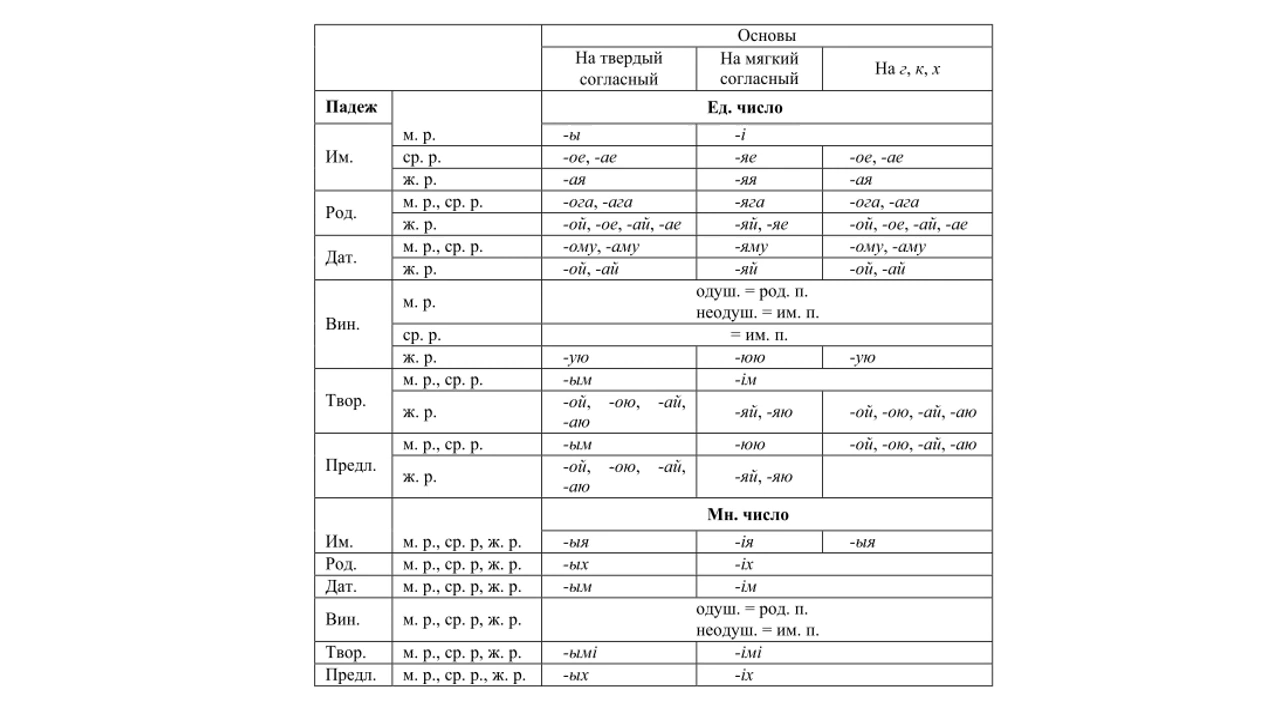 Основы
На твердый согласный На мягкий согласный На г, к, х
Падеж Ед. число
Им. м. р. -ы -і
ср. р. -ое, -ае -яе -ое, -ае
ж. р. -ая -яя -ая
Род. м. р., ср. р. -ога, -ага -яга -ога, -ага
ж. р. -ой, -ое, -ай, -ае -яй, -яе -ой, -ое, -ай, -ае
Дат. м. р., ср. р. -ому, -аму -яму -ому, -аму
ж. р. -ой, -ай -яй -ой, -ай
Вин. м. р. одуш. = род. п.
неодуш. = им. п.
ср. р. = им. п.
ж. р. -ую -юю -ую
Твор. м. р., ср. р. -ым -ім
ж. р. -ой, -ою, -ай, -аю -яй, -яю -ой, -ою, -ай, -аю
Предл. м. р., ср. р. -ым -юю -ой, -ою, -ай, -аю
ж. р. -ой, -ою, -ай, -аю -яй, -яю
Мн. число
Им. м. р., ср. р, ж. р. -ыя -ія -ыя
Род. м. р., ср. р, ж. р. -ых -іх
Дат. м. р., ср. р, ж. р. -ым -ім
Вин. м. р., ср. р, ж. р. одуш. = род. п.
неодуш. = им. п.
Твор. м. р., ср. р, ж. р. -ымі -імі
Предл. м. р., ср. р., ж. р. -ых -іх